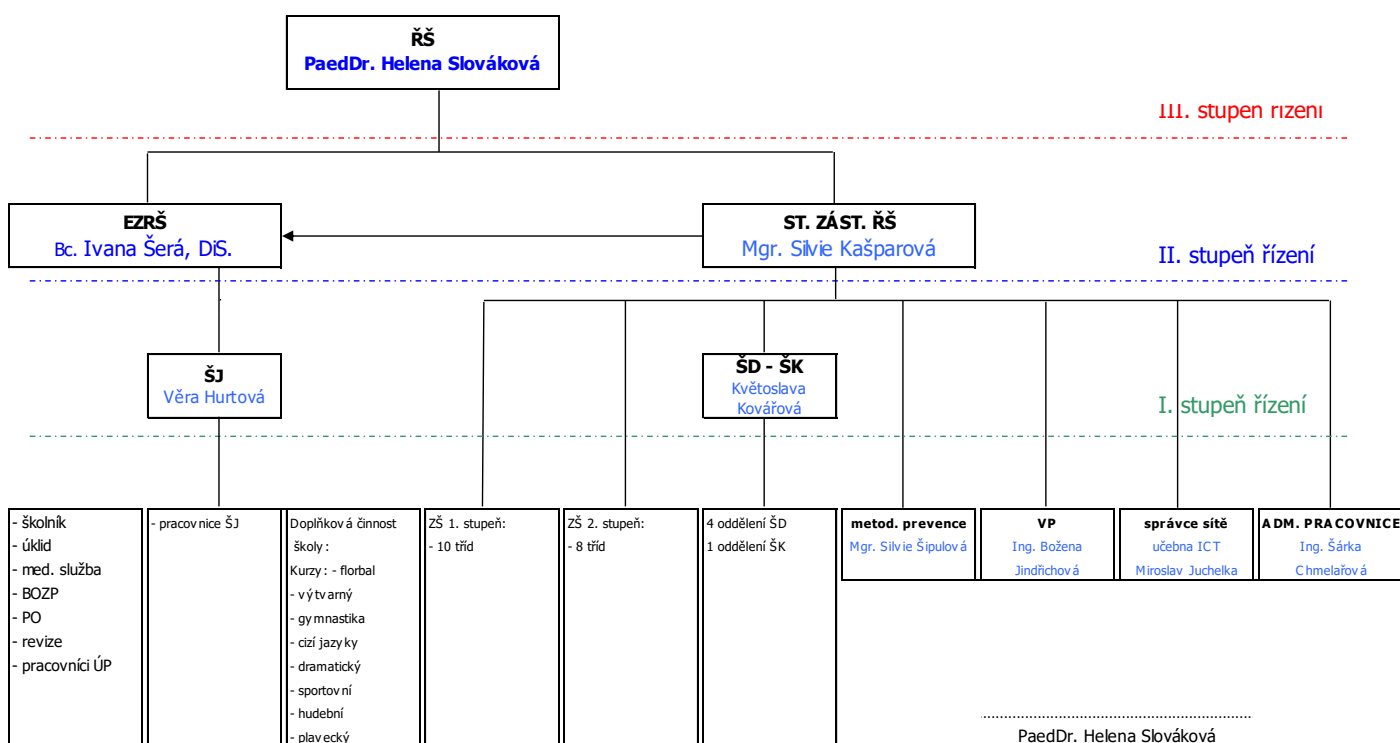 ŘŠ
PaedDr. Helena Slováková
III. stupen rizeni
EZRŠ
Bc. Ivana Šerá, DiS.
ST. ZÁST. ŘŠ
Mgr. Silvie Kašparová
II. stupeň řízení
ŠJ
Věra Hurtová
ŠD - ŠK
Květoslava
Kovářová
I. stupeň řízení
- školník
- úklid
- med. služba
- BOZP
- PO
- revize
- pracovníci ÚP
- pracovnice ŠJ
Doplňková činnost
školy:
Kurzy: - florbal
- výtvarný
- gymnastika
- cizí jazyky
- dramatický
- sportovní
- hudební
- plavecký
ZŠ 1. stupeň:
- 10 tříd
ZŠ 2. stupeň:
- 8 tříd
4 oddělení ŠD
1 oddělení ŠK
metod. prevence
Mgr. Silvie Šipulová
VP
Ing. Božena
Jindřichová
správce sítě
učebna ICT
Miroslav Juchelka
ADM. PRACOVNICE
Ing. Šárka
Chmelařová
PaedDr. Helena Slováková